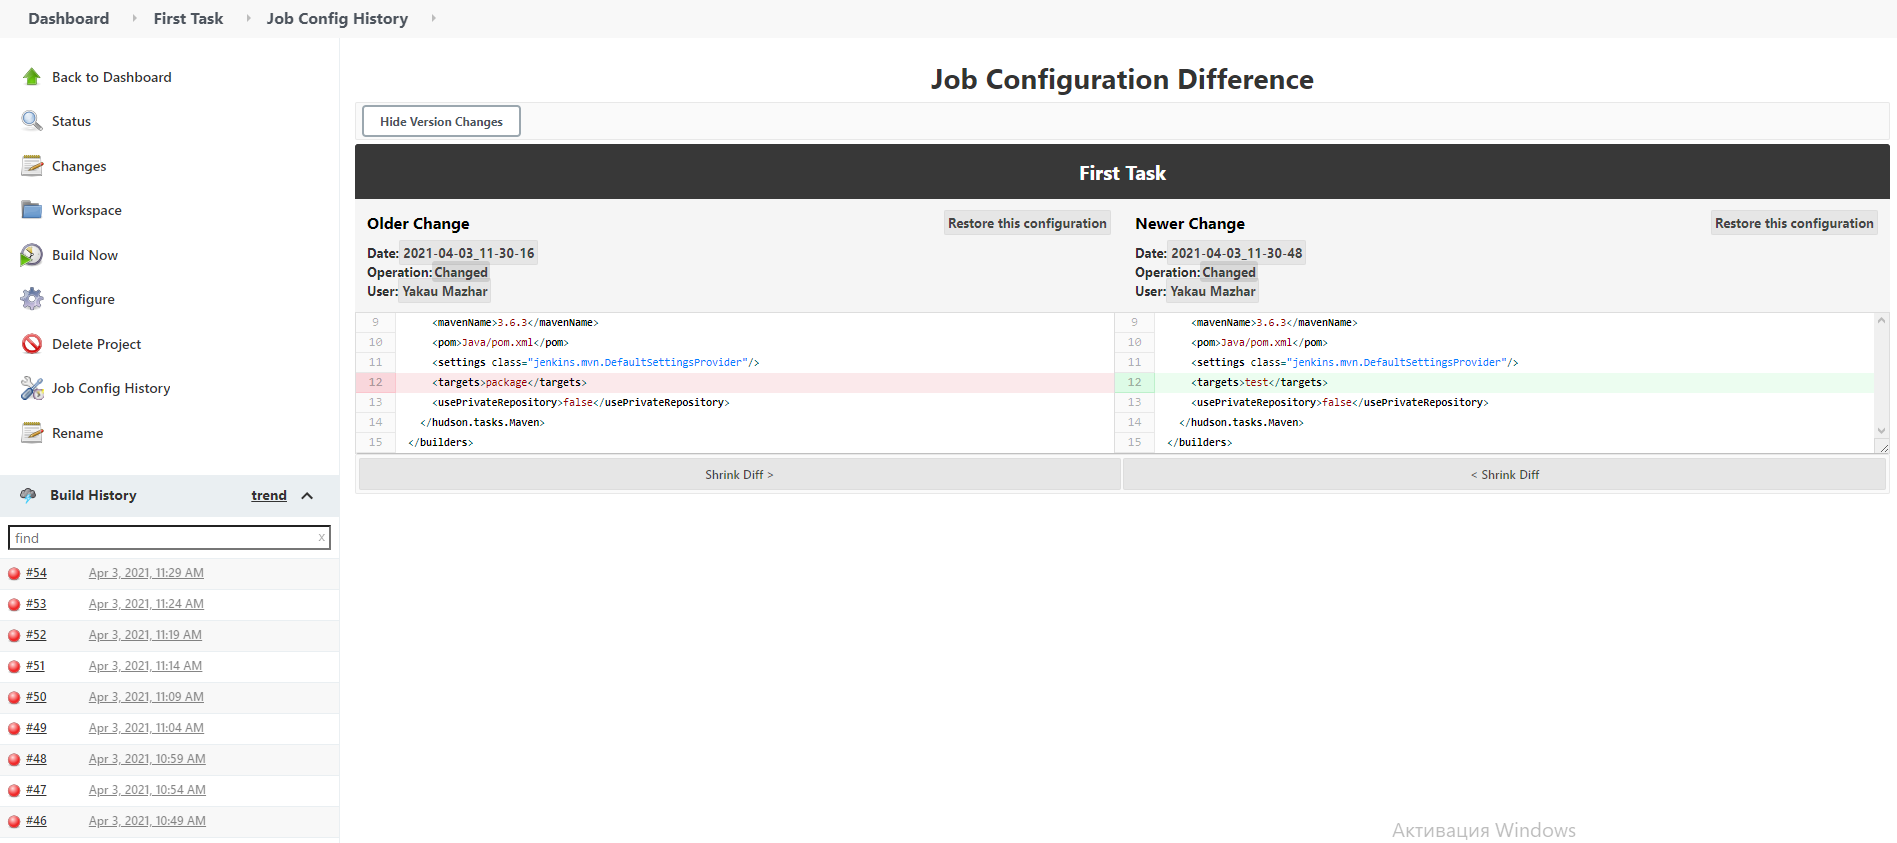 Dashboard First Task Job Config History
Back to Dashboard
Status
Changes
Workspace
Build Now
Configure
Delete Project
Job Config History
Rename
Build History trend
find x
#54 Apr 3, 2021, 11:29 AM
#53 Apr 3, 2021, 11:24 AM
#52 Apr 3, 2021, 11:19 AM
#51 Apr 3, 2021, 11:14 AM
#50 Apr 3, 2021, 11:09 AM
#49 Apr 3, 2021, 11:04 AM
#48 Apr 3, 2021, 10:59 AM
#47 Apr 3, 2021, 10:54 AM
#46 Apr 3, 2021, 10:49 AM
Job Configuration Difference
Hide Version Changes
First Task
Older Change Restore this configuration
Date: 2021-04-03_11-30-16
Operation: Changed
User: Yakau Mazhar
Newer Change Restore this configuration
Date: 2021-04-03_11-30-48
Operation: Changed
User: Yakau Mazhar
9 <mavenName>3.6.3</mavenName>
10 <pom>Java/pom.xml</pom>
11 <settings class="jenkins.mvn.DefaultSettingsProvider"/>
12 <targets>package</targets>
13 <usePrivateRepository>false</usePrivateRepository>
14 </hudson.tasks.Maven>
15 </builders>
9 <mavenName>3.6.3</mavenName>
10 <pom>Java/pom.xml</pom>
11 <settings class="jenkins.mvn.DefaultSettingsProvider"/>
12 <targets>test</targets>
13 <usePrivateRepository>false</usePrivateRepository>
14 </hudson.tasks.Maven>
15 </builders>
Shrink Diff >
< Shrink Diff
Активация Windows